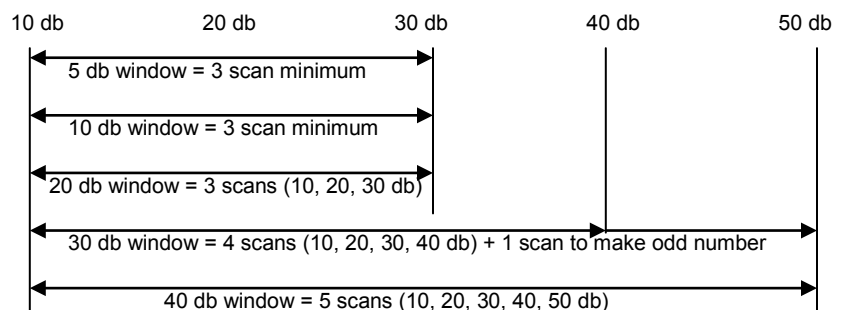 10 db 20 db 30 db 40 db 50 db
5 db window = 3 scan minimum
10 db window = 3 scan minimum
20 db window = 3 scans (10, 20, 30 db)
30 db window = 4 scans (10, 20, 30, 40 db) + 1 scan to make odd number
40 db window = 5 scans (10, 20, 30, 40, 50 db)